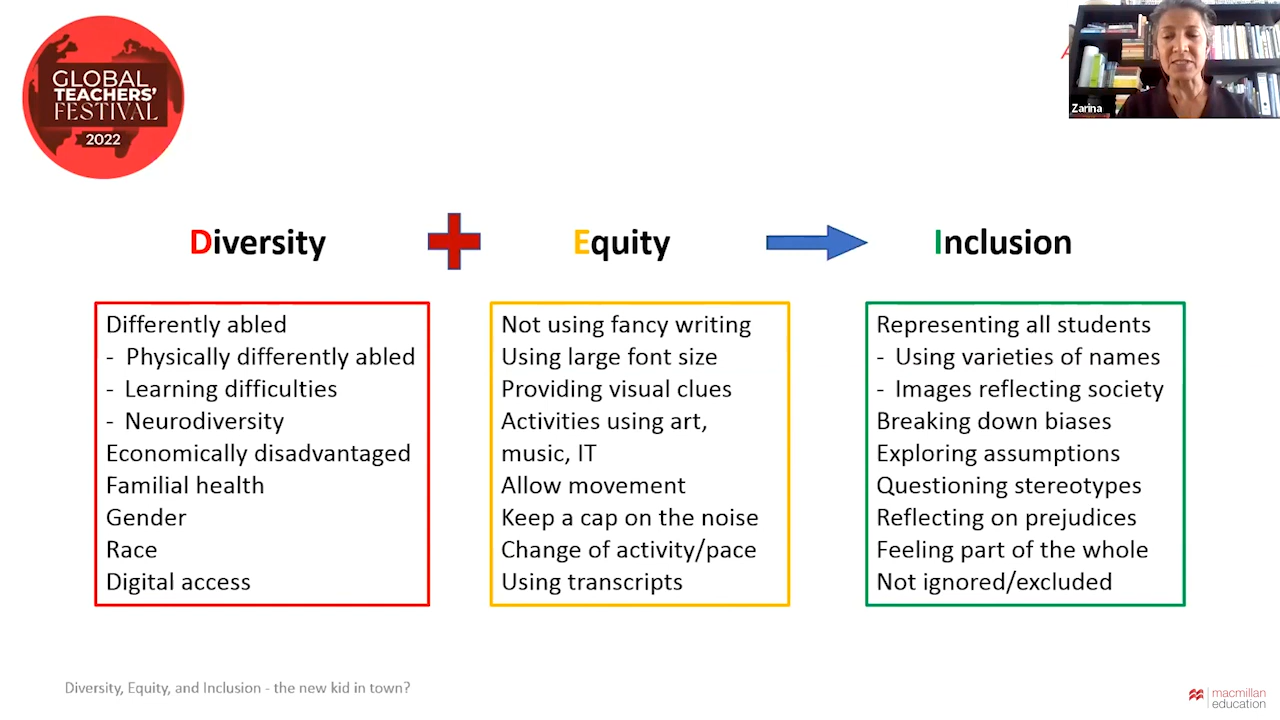 GLOBAL
TEACHERS'
FESTIVAL
2022
Zarina
Diversity
Equity
Inclusion
Differently abled
- Physically differently abled
- Learning difficulties
- Neurodiversity
Economically disadvantaged
Familial health
Gender
Race
Digital access
Not using fancy writing
Using large font size
Providing visual clues
Activities using art,
music, IT
Allow movement
Keep a cap on the noise
Change of activity/pace
Using transcripts
Representing all students
- Using varieties of names
- Images reflecting society
Breaking down biases
Exploring assumptions
Questioning stereotypes
Reflecting on prejudices
Feeling part of the whole
Not ignored/excluded
Diversity, Equity, and Inclusion - the new kid in town?
macmillan
education